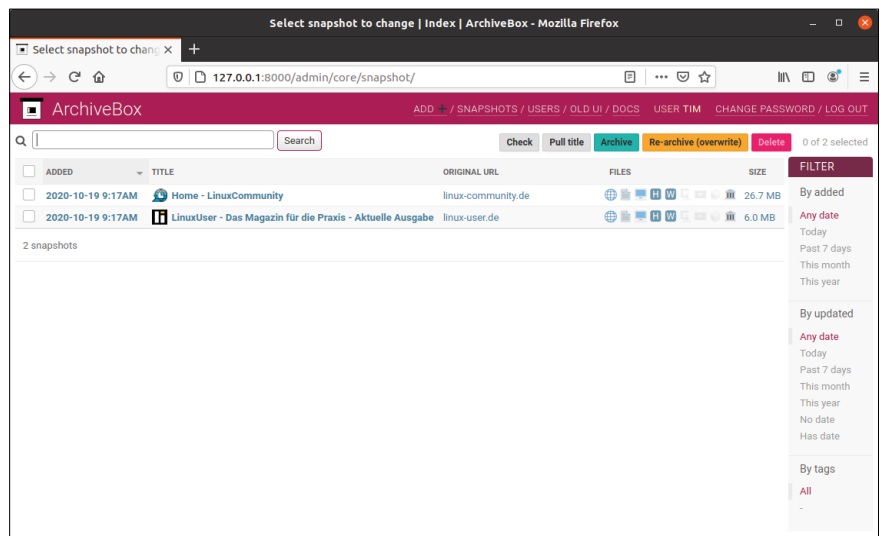 Select snapshot to change | Index | ArchiveBox - Mozilla Firefox
Select snapshot to chang
127.0.0.1:8000/admin/core/snapshot/
ArchiveBox
ADD + / SNAPSHOTS / USERS / OLD UI / DOCS USER TIM CHANGE PASSWORD / LOG OUT
Search Check Pull title Archive Re-archive (overwrite) Delete 0 of 2 selected
ADDED TITLE ORIGINAL URL FILES SIZE
2020-10-19 9:17AM Home - LinuxCommunity linux-community.de H W 26.7 MB
2020-10-19 9:17AM LinuxUser - Das Magazin für die Praxis - Aktuelle Ausgabe linux-user.de H W 6.0 MB
2 snapshots
FILTER
By added
Any date
Today
Past 7 days
This month
This year
By updated
Any date
Today
Past 7 days
This month
This year
No date
Has date
By tags
All
-